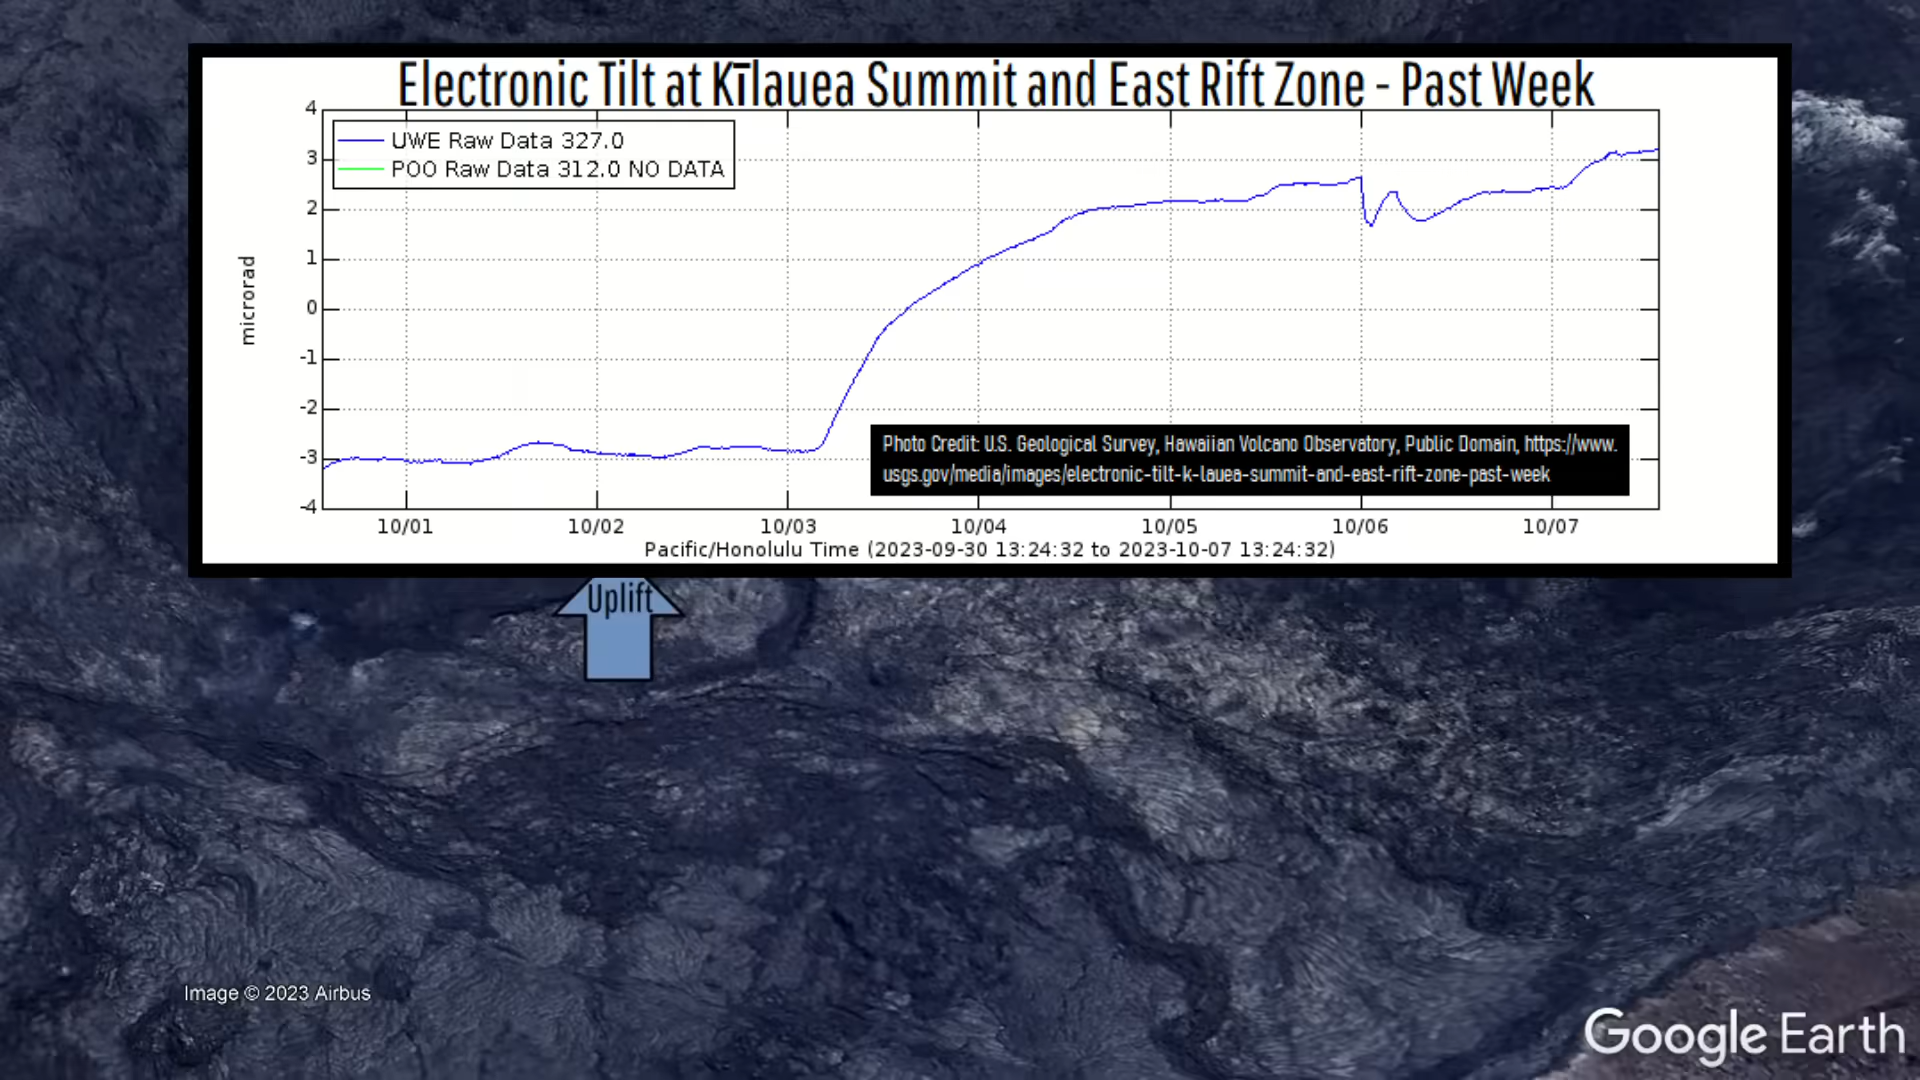 Electronic Tilt at Kīlauea Summit and East Rift Zone - Past Week
4
UWE Raw Data 327.0
3
POO Raw Data 312.0 NO DATA
2
1
microrad
0
-1
-2
Photo Credit: U.S. Geological Survey, Hawaiian Volcano Observatory, Public Domain, https://www.
-3
usgs.gov/media/images/electronic-tilt-k-lauea-summit-and-east-rift-zone-past-week
-4
10/01 10/02 10/03 10/04 10/05 10/06 10/07
Pacific/Honolulu Time (2023-09-30 13:24:32 to 2023-10-07 13:24:32)
Uplift
Image © 2023 Airbus
Google Earth